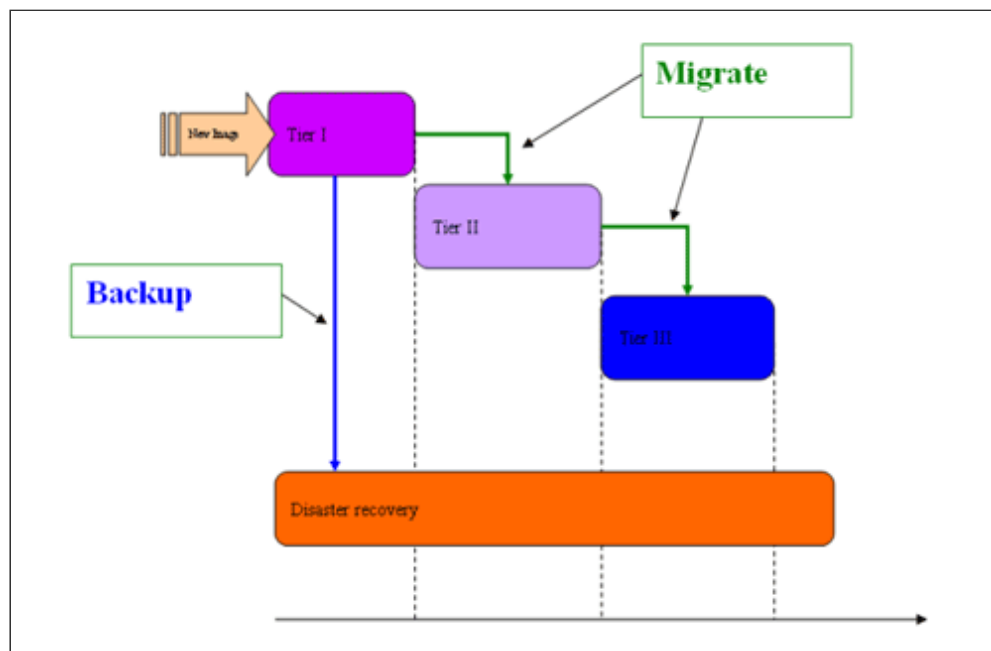 Migrate
New Image
Tier I
Tier II
Backup
Tier III
Disaster recovery